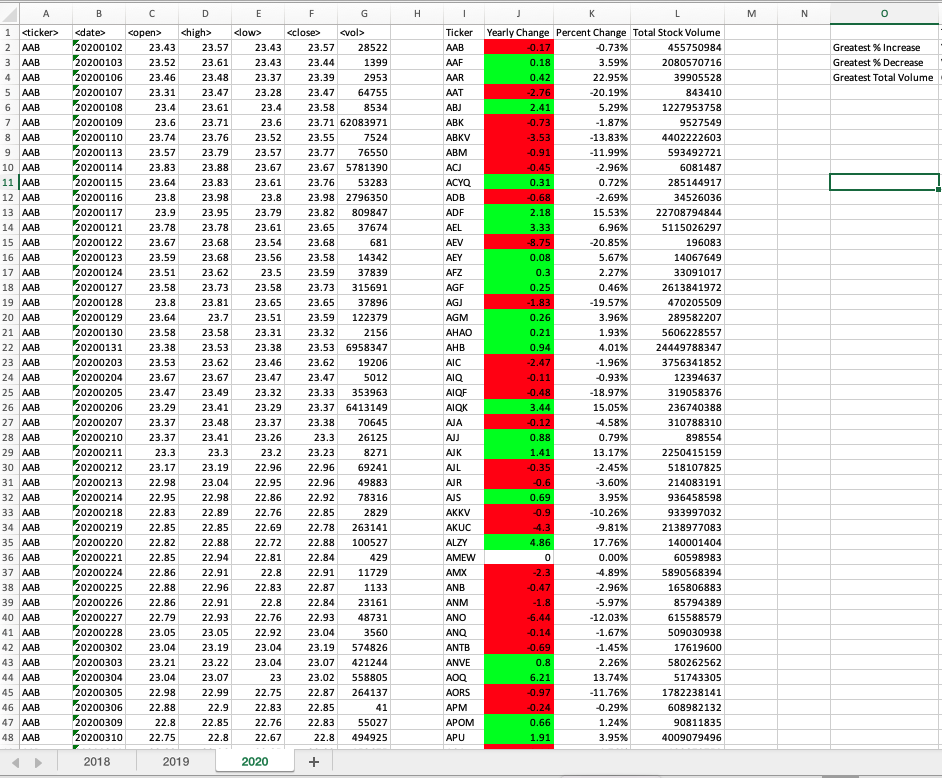 A B C D E F G H I J K L M N O
1 <ticker> <date> <open> <high> <low> <close> <vol> Ticker Yearly Change Percent Change Total Stock Volume
2 AAB 20200102 23.43 23.57 23.43 23.57 28522 AAB -0.17 -0.73% 455750984 Greatest % Increase
3 AAB 20200103 23.52 23.61 23.43 23.44 1399 AAF 0.18 3.59% 2080570716 Greatest % Decrease
4 AAB 20200106 23.46 23.48 23.37 23.39 2953 AAR 0.42 22.95% 39905528 Greatest Total Volume
5 AAB 20200107 23.31 23.47 23.28 23.47 64755 AAT -2.76 -20.19% 843410
6 AAB 20200108 23.4 23.61 23.4 23.58 8534 ABJ 2.41 5.29% 1227953758
7 AAB 20200109 23.6 23.71 23.6 23.71 62083971 ABK -0.73 -1.87% 9527549
8 AAB 20200110 23.74 23.76 23.52 23.55 7524 ABKV -3.53 -13.83% 4402222603
9 AAB 20200113 23.57 23.79 23.57 23.77 76550 ABM -0.91 -11.99% 593492721
10 AAB 20200114 23.83 23.88 23.67 23.67 5781390 ACJ -0.45 -2.96% 6081487
11 AAB 20200115 23.64 23.83 23.61 23.76 53283 ACYQ 0.31 0.72% 285144917
12 AAB 20200116 23.8 23.98 23.8 23.98 2796350 ADB -0.68 -2.69% 34526036
13 AAB 20200117 23.9 23.95 23.79 23.82 809847 ADF 2.18 15.53% 22708794844
14 AAB 20200121 23.78 23.78 23.61 23.65 37674 AEL 3.33 6.96% 5115026297
15 AAB 20200122 23.67 23.68 23.54 23.68 681 AEV -8.75 -20.85% 196083
16 AAB 20200123 23.59 23.68 23.56 23.58 14342 AEY 0.08 5.67% 14067649
17 AAB 20200124 23.51 23.62 23.5 23.59 37839 AFZ 0.3 2.27% 33091017
18 AAB 20200127 23.58 23.73 23.58 23.73 315691 AGF 0.25 0.46% 2613841972
19 AAB 20200128 23.8 23.81 23.65 23.65 37896 AGJ -1.83 -19.57% 470205509
20 AAB 20200129 23.64 23.7 23.51 23.59 122379 AGM 0.26 3.96% 289582207
21 AAB 20200130 23.58 23.58 23.31 23.32 2156 AHAO 0.21 1.93% 5606228557
22 AAB 20200131 23.38 23.53 23.38 23.53 6958347 AHB 0.94 4.01% 24449788347
23 AAB 20200203 23.53 23.62 23.46 23.62 19206 AIC -2.47 -1.96% 3756341852
24 AAB 20200204 23.67 23.67 23.47 23.47 5012 AIQ -0.11 -0.93% 12394637
25 AAB 20200205 23.47 23.49 23.32 23.33 353963 AIQF -0.48 -18.97% 319058376
26 AAB 20200206 23.29 23.41 23.29 23.37 6413149 AIQK 3.44 15.05% 236740388
27 AAB 20200207 23.37 23.48 23.37 23.38 70645 AJA -0.12 -4.58% 310788310
28 AAB 20200210 23.37 23.41 23.26 23.3 26125 AJJ 0.88 0.79% 898554
29 AAB 20200211 23.3 23.3 23.2 23.23 8271 AJK 1.41 13.17% 2250415159
30 AAB 20200212 23.17 23.19 22.96 22.96 69241 AJL -0.35 -2.45% 518107825
31 AAB 20200213 22.98 23.04 22.95 22.96 49883 AJR -0.6 -3.60% 214083191
32 AAB 20200214 22.95 22.98 22.86 22.92 78316 AJS 0.69 3.95% 936458598
33 AAB 20200218 22.83 22.89 22.76 22.85 2829 AKKV -0.9 -10.26% 933997032
34 AAB 20200219 22.85 22.85 22.69 22.78 263141 AKUC -4.3 -9.81% 2138977083
35 AAB 20200220 22.82 22.88 22.72 22.88 100527 ALZY 4.86 17.76% 140001404
36 AAB 20200221 22.85 22.94 22.81 22.84 429 AMEW 0 0.00% 60598983
37 AAB 20200224 22.86 22.91 22.8 22.91 11729 AMX -2.3 -4.89% 5890568394
38 AAB 20200225 22.88 22.96 22.83 22.87 1133 ANB -0.47 -2.96% 165806883
39 AAB 20200226 22.86 22.91 22.8 22.84 23161 ANM -1.8 -5.97% 85794389
40 AAB 20200227 22.79 22.93 22.76 22.93 48731 ANO -6.44 -12.03% 615588579
41 AAB 20200228 23.05 23.05 22.92 23.04 3560 ANQ -0.14 -1.67% 509030938
42 AAB 20200302 23.04 23.19 23.04 23.19 574826 ANTB -0.69 -1.45% 17619600
43 AAB 20200303 23.21 23.22 23.04 23.07 421244 ANVE 0.8 2.26% 580262562
44 AAB 20200304 23.04 23.07 23 23.02 558805 AOQ 6.21 13.74% 51743305
45 AAB 20200305 22.98 22.99 22.75 22.87 264137 AORS -0.97 -11.76% 1782238141
46 AAB 20200306 22.88 22.9 22.83 22.85 41 APM -0.24 -0.29% 608982132
47 AAB 20200309 22.8 22.85 22.76 22.83 55027 APOM 0.66 1.24% 90811835
48 AAB 20200310 22.75 22.8 22.67 22.8 494925 APU 1.91 3.95% 4009079496
2018 2019 2020 +